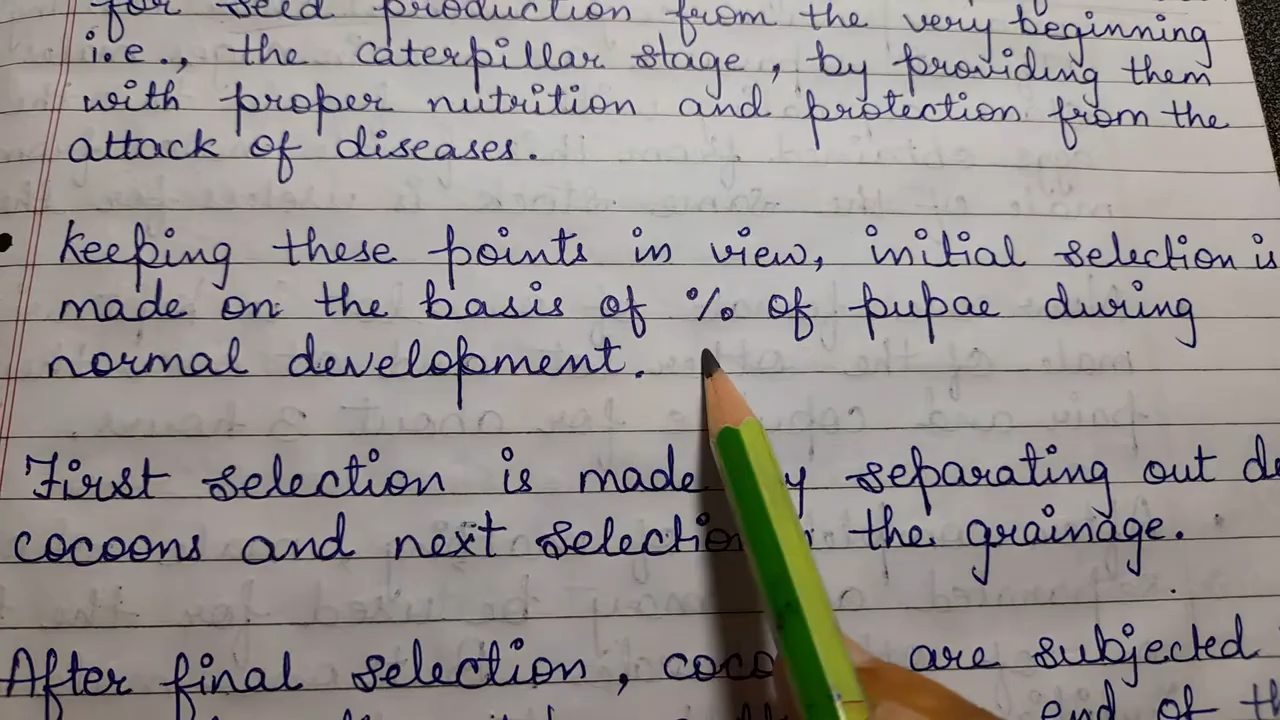 for seed production from the very beginning
i.e., the caterpillar stage, by providing them
with proper nutrition and protection from the
attack of diseases.
• Keeping these points in view, initial selection is
made on the basis of % of pupae during
normal development.
First selection is made separating out
cocoons and next the grainage.
After final selection, are subjected
end of